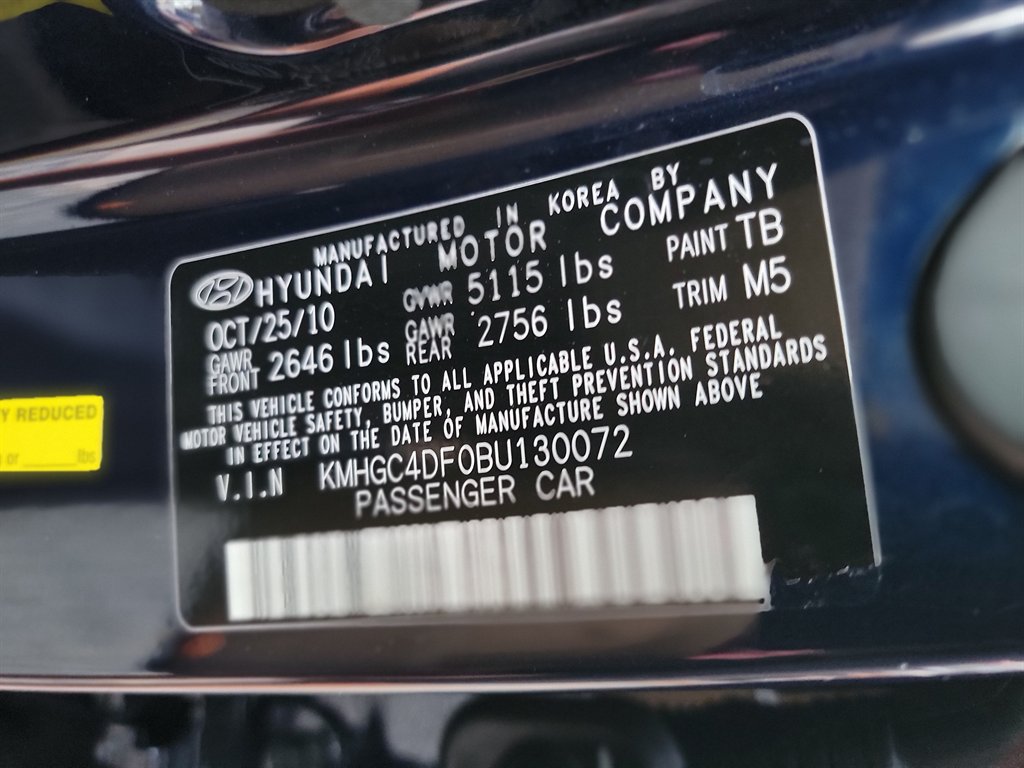 MANUFACTURED IN KOREA BY
HYUNDAI MOTOR COMPANY
OCT/25/10 GVWR 5115 lbs PAINT TB
GAWR FRONT 2646 lbs GAWR REAR 2756 lbs TRIM M5
THIS VEHICLE CONFORMS TO ALL APPLICABLE U.S.A. FEDERAL
MOTOR VEHICLE SAFETY, BUMPER, AND THEFT PREVENTION STANDARDS
IN EFFECT ON THE DATE OF MANUFACTURE SHOWN ABOVE
V.I.N KMHGC4DF0BU130072
PASSENGER CAR
REDUCED
or lbs